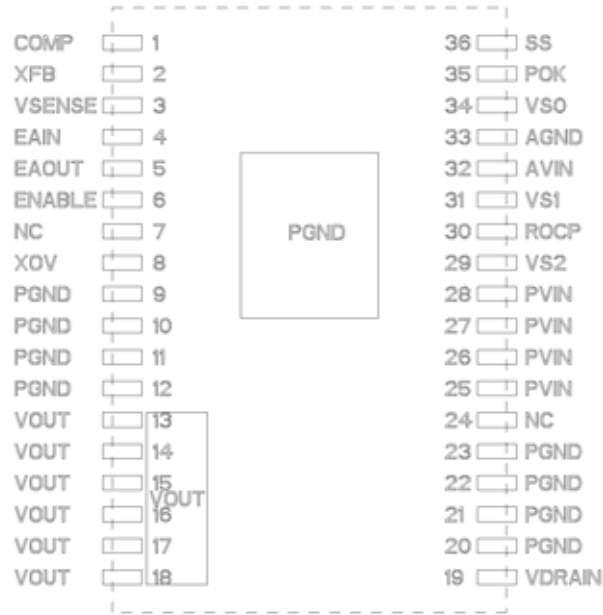 COMP 1 36 SS
XFB 2 35 POK
VSENSE 3 34 VS0
EAIN 4 33 AGND
EAOUT 5 32 AVIN
ENABLE 6 31 VS1
NC 7 PGND 30 ROCP
XOV 8 29 VS2
PGND 9 28 PVIN
PGND 10 27 PVIN
PGND 11 26 PVIN
PGND 12 25 PVIN
VOUT 13 24 NC
VOUT 14 23 PGND
VOUT 15 22 PGND
VOUT
VOUT 16 21 PGND
VOUT 17 20 PGND
VOUT 18 19 VDRAIN